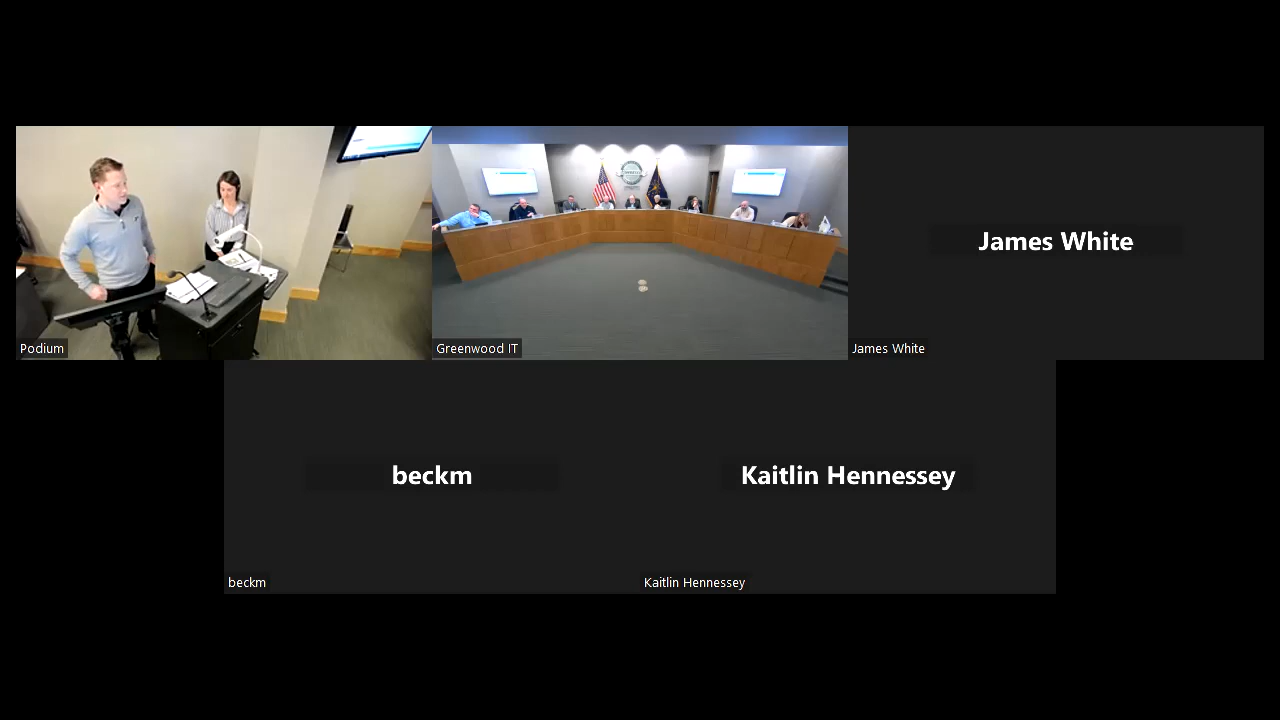 Podium
Greenwood IT
James White
James White
beckm
Kaitlin Hennessey
beckm
Kaitlin Hennessey